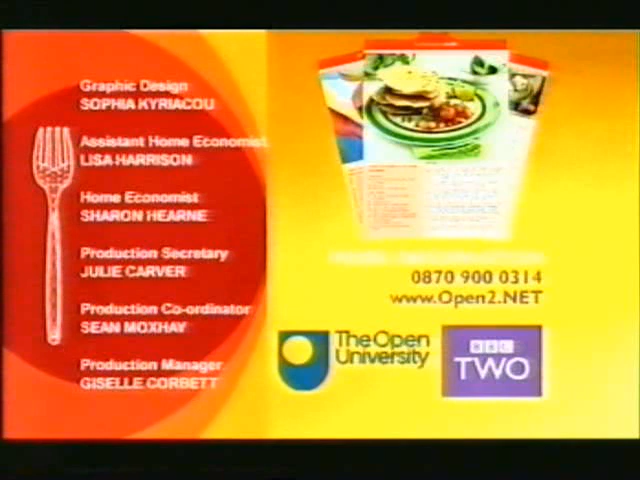 Graphic Design
SOPHIA KYRIACOU
Assistant Home Economist
LISA HARRISON
Home Economist
SHARON HEARNE
Production Secretary
JULIE CARVER
Production Co-ordinator
SEAN MOXHAY
Production Manager
GISELLE CORBETT
0870 900 0314
www.Open2.NET
The Open
University
BBC
TWO